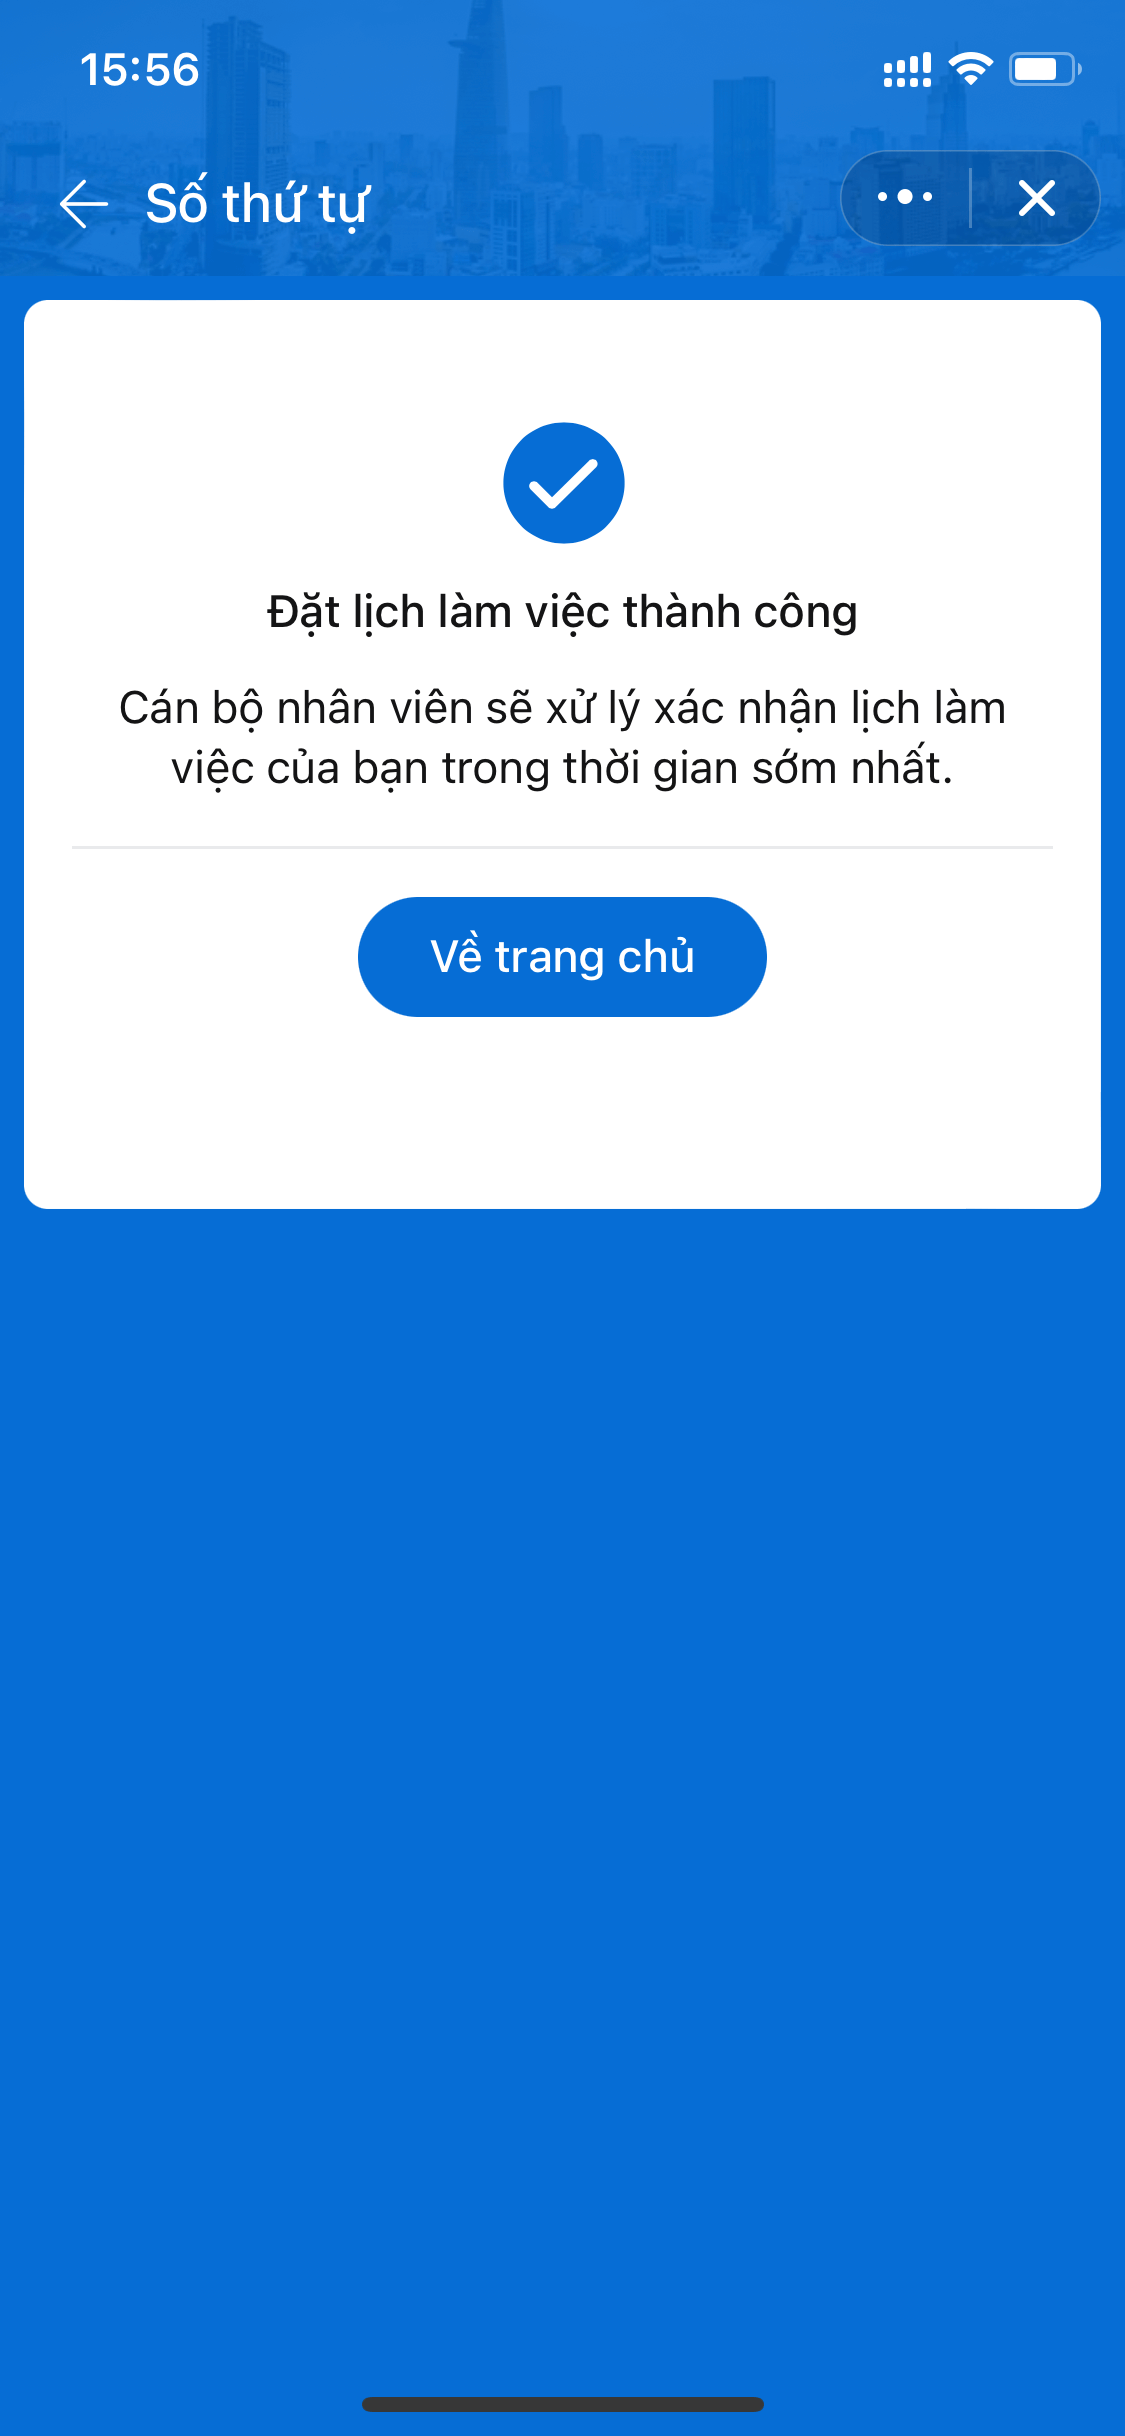 15:56
Số thứ tự
Đặt lịch làm việc thành công
Cán bộ nhân viên sẽ xử lý xác nhận lịch làm
việc của bạn trong thời gian sớm nhất.
Về trang chủ